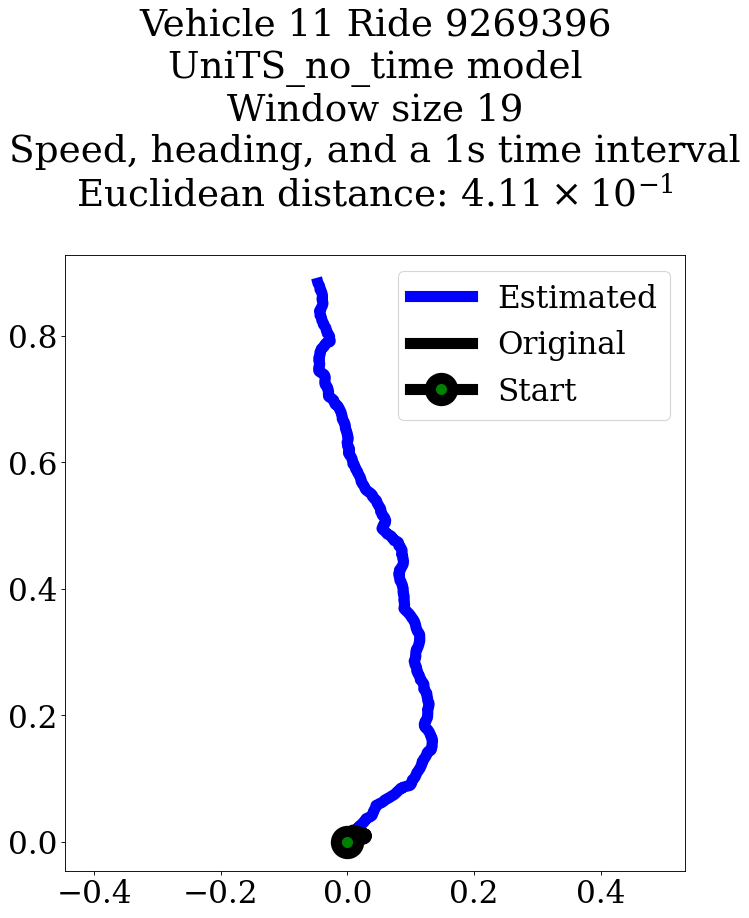 Vehicle 11 Ride 9269396
UniTS_no_time model
Window size 19
Speed, heading, and a 1s time interval
Euclidean distance: 4.11 × 10⁻¹
Estimated
Original
Start
0.8
0.6
0.4
0.2
0.0
−0.4 −0.2 0.0 0.2 0.4